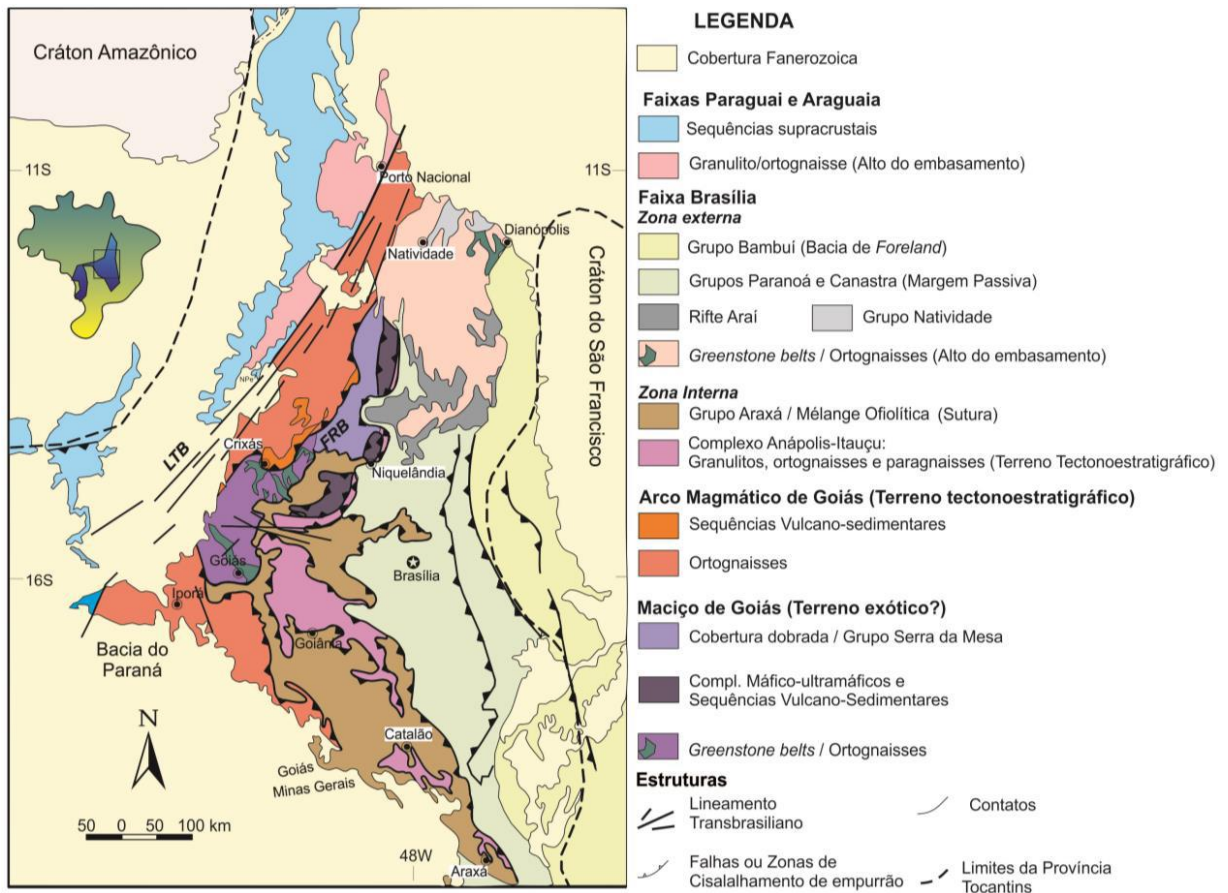 Cráton Amazônico
11S
11S
Porto Nacional
Natividade
Dianópolis
Cráton do São Francisco
NPe
LTB
Crixás
FRB
Niquelândia
Goiás
16S
Brasília
Iporá
Bacia do
Paraná
Goiânia
N
Catalão
Goiás
Minas Gerais
50 0 50 100 km
48W
Araxá
LEGENDA
Cobertura Fanerozoica
Faixas Paraguai e Araguaia
Sequências supracrustais
Granulito/ortognaisse (Alto do embasamento)
Faixa Brasília
Zona externa
Grupo Bambuí (Bacia de Foreland)
Grupos Paranoá e Canastra (Margem Passiva)
Rifte Araí Grupo Natividade
Greenstone belts / Ortognaisses (Alto do embasamento)
Zona Interna
Grupo Araxá / Mélange Ofiolítica (Sutura)
Complexo Anápolis-Itauçu:
Granulitos, ortognaisses e paragnaisses (Terreno Tectonoestratigráfico)
Arco Magmático de Goiás (Terreno tectonoestratigráfico)
Sequências Vulcano-sedimentares
Ortognaisses
Maciço de Goiás (Terreno exótico?)
Cobertura dobrada / Grupo Serra da Mesa
Compl. Máfico-ultramáficos e
Sequências Vulcano-Sedimentares
Greenstone belts / Ortognaisses
Estruturas
Lineamento
Transbrasiliano
Contatos
Falhas ou Zonas de
Cisalalhamento de empurrão
Limites da Província
Tocantins